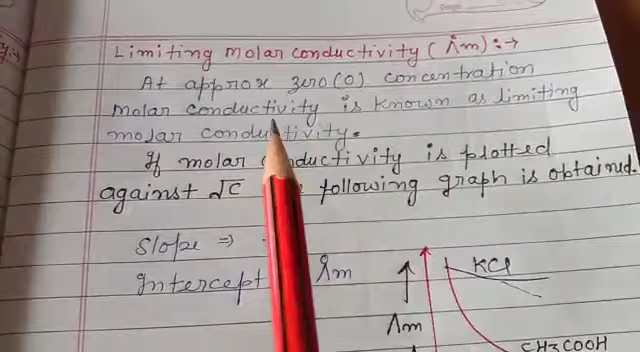 Limiting molar conductivity (Λ̊m) :→
At approx zero (0) concentration
molar conductivity is known as limiting
molar conductivity.
If molar conductivity is plotted
against √C following graph is obtained.
Slope ⇒
Intercept Λ̊m
KCl
Λm
CH3COOH